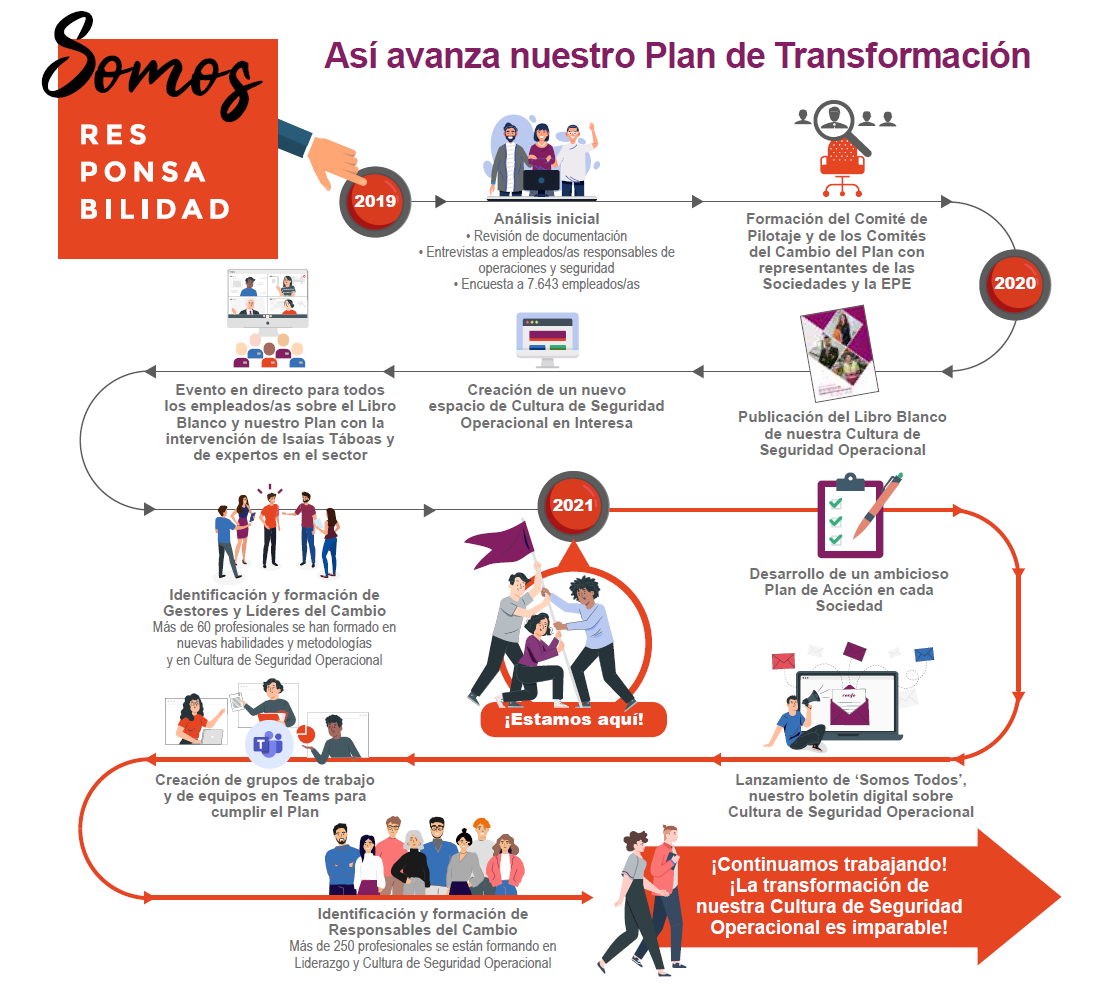 Somos
RES
PONSA
BILIDAD
Así avanza nuestro Plan de Transformación
2019
Análisis inicial
• Revisión de documentación
• Entrevistas a empleados/as responsables de
operaciones y seguridad
• Encuesta a 7.643 empleados/as
Formación del Comité de
Pilotaje y de los Comités
del Cambio del Plan con
representantes de las
Sociedades y la EPE
2020
Publicación del Libro Blanco
de nuestra Cultura de
Seguridad Operacional
Creación de un nuevo
espacio de Cultura de Seguridad
Operacional en Interesa
Evento en directo para todos
los empleados/as sobre el Libro
Blanco y nuestro Plan con la
intervención de Isaías Táboas y
de expertos en el sector
Identificación y formación de
Gestores y Líderes del Cambio
Más de 60 profesionales se han formado en
nuevas habilidades y metodologías
y en Cultura de Seguridad Operacional
2021
¡Estamos aquí!
Desarrollo de un ambicioso
Plan de Acción en cada
Sociedad
renfe
Lanzamiento de ‘Somos Todos’,
nuestro boletín digital sobre
Cultura de Seguridad Operacional
T
Creación de grupos de trabajo
y de equipos en Teams para
cumplir el Plan
Identificación y formación de
Responsables del Cambio
Más de 250 profesionales se están formando en
Liderazgo y Cultura de Seguridad Operacional
¡Continuamos trabajando!
¡La transformación de
nuestra Cultura de Seguridad
Operacional es imparable!